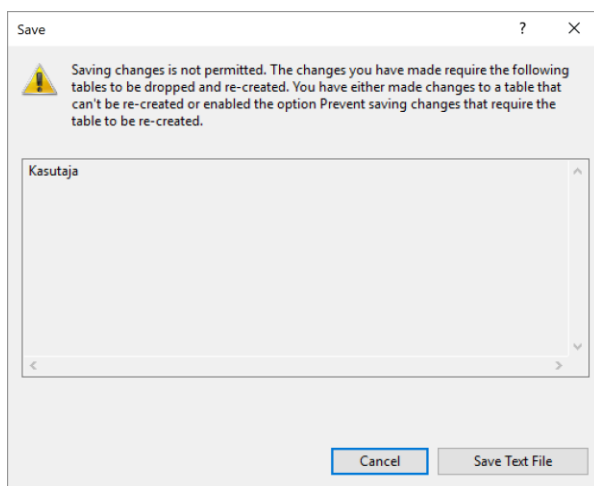 Save
Saving changes is not permitted. The changes you have made require the following
tables to be dropped and re-created. You have either made changes to a table that
can't be re-created or enabled the option Prevent saving changes that require the
table to be re-created.
Kasutaja
Cancel
Save Text File